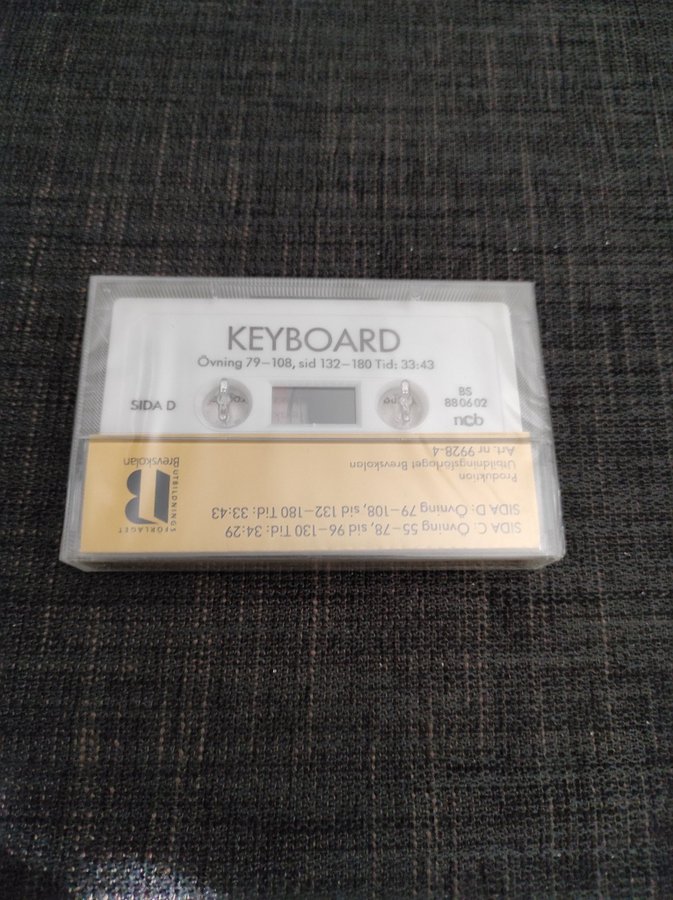 KEYBOARD
Övning 79–108, sid 132–180 Tid: 33:43
SIDA D
BS
88 06 02
ncb
SIDA C: Övning 55–78, sid 96–130 Tid: 34:29
SIDA D: Övning 79–108, sid 132–180 Tid: 33:43
Produktion
Utbildningsförlaget Brevskolan
Art. nr 9928-4
B
UTBILDNINGS
FÖRLAGET
Brevskolan